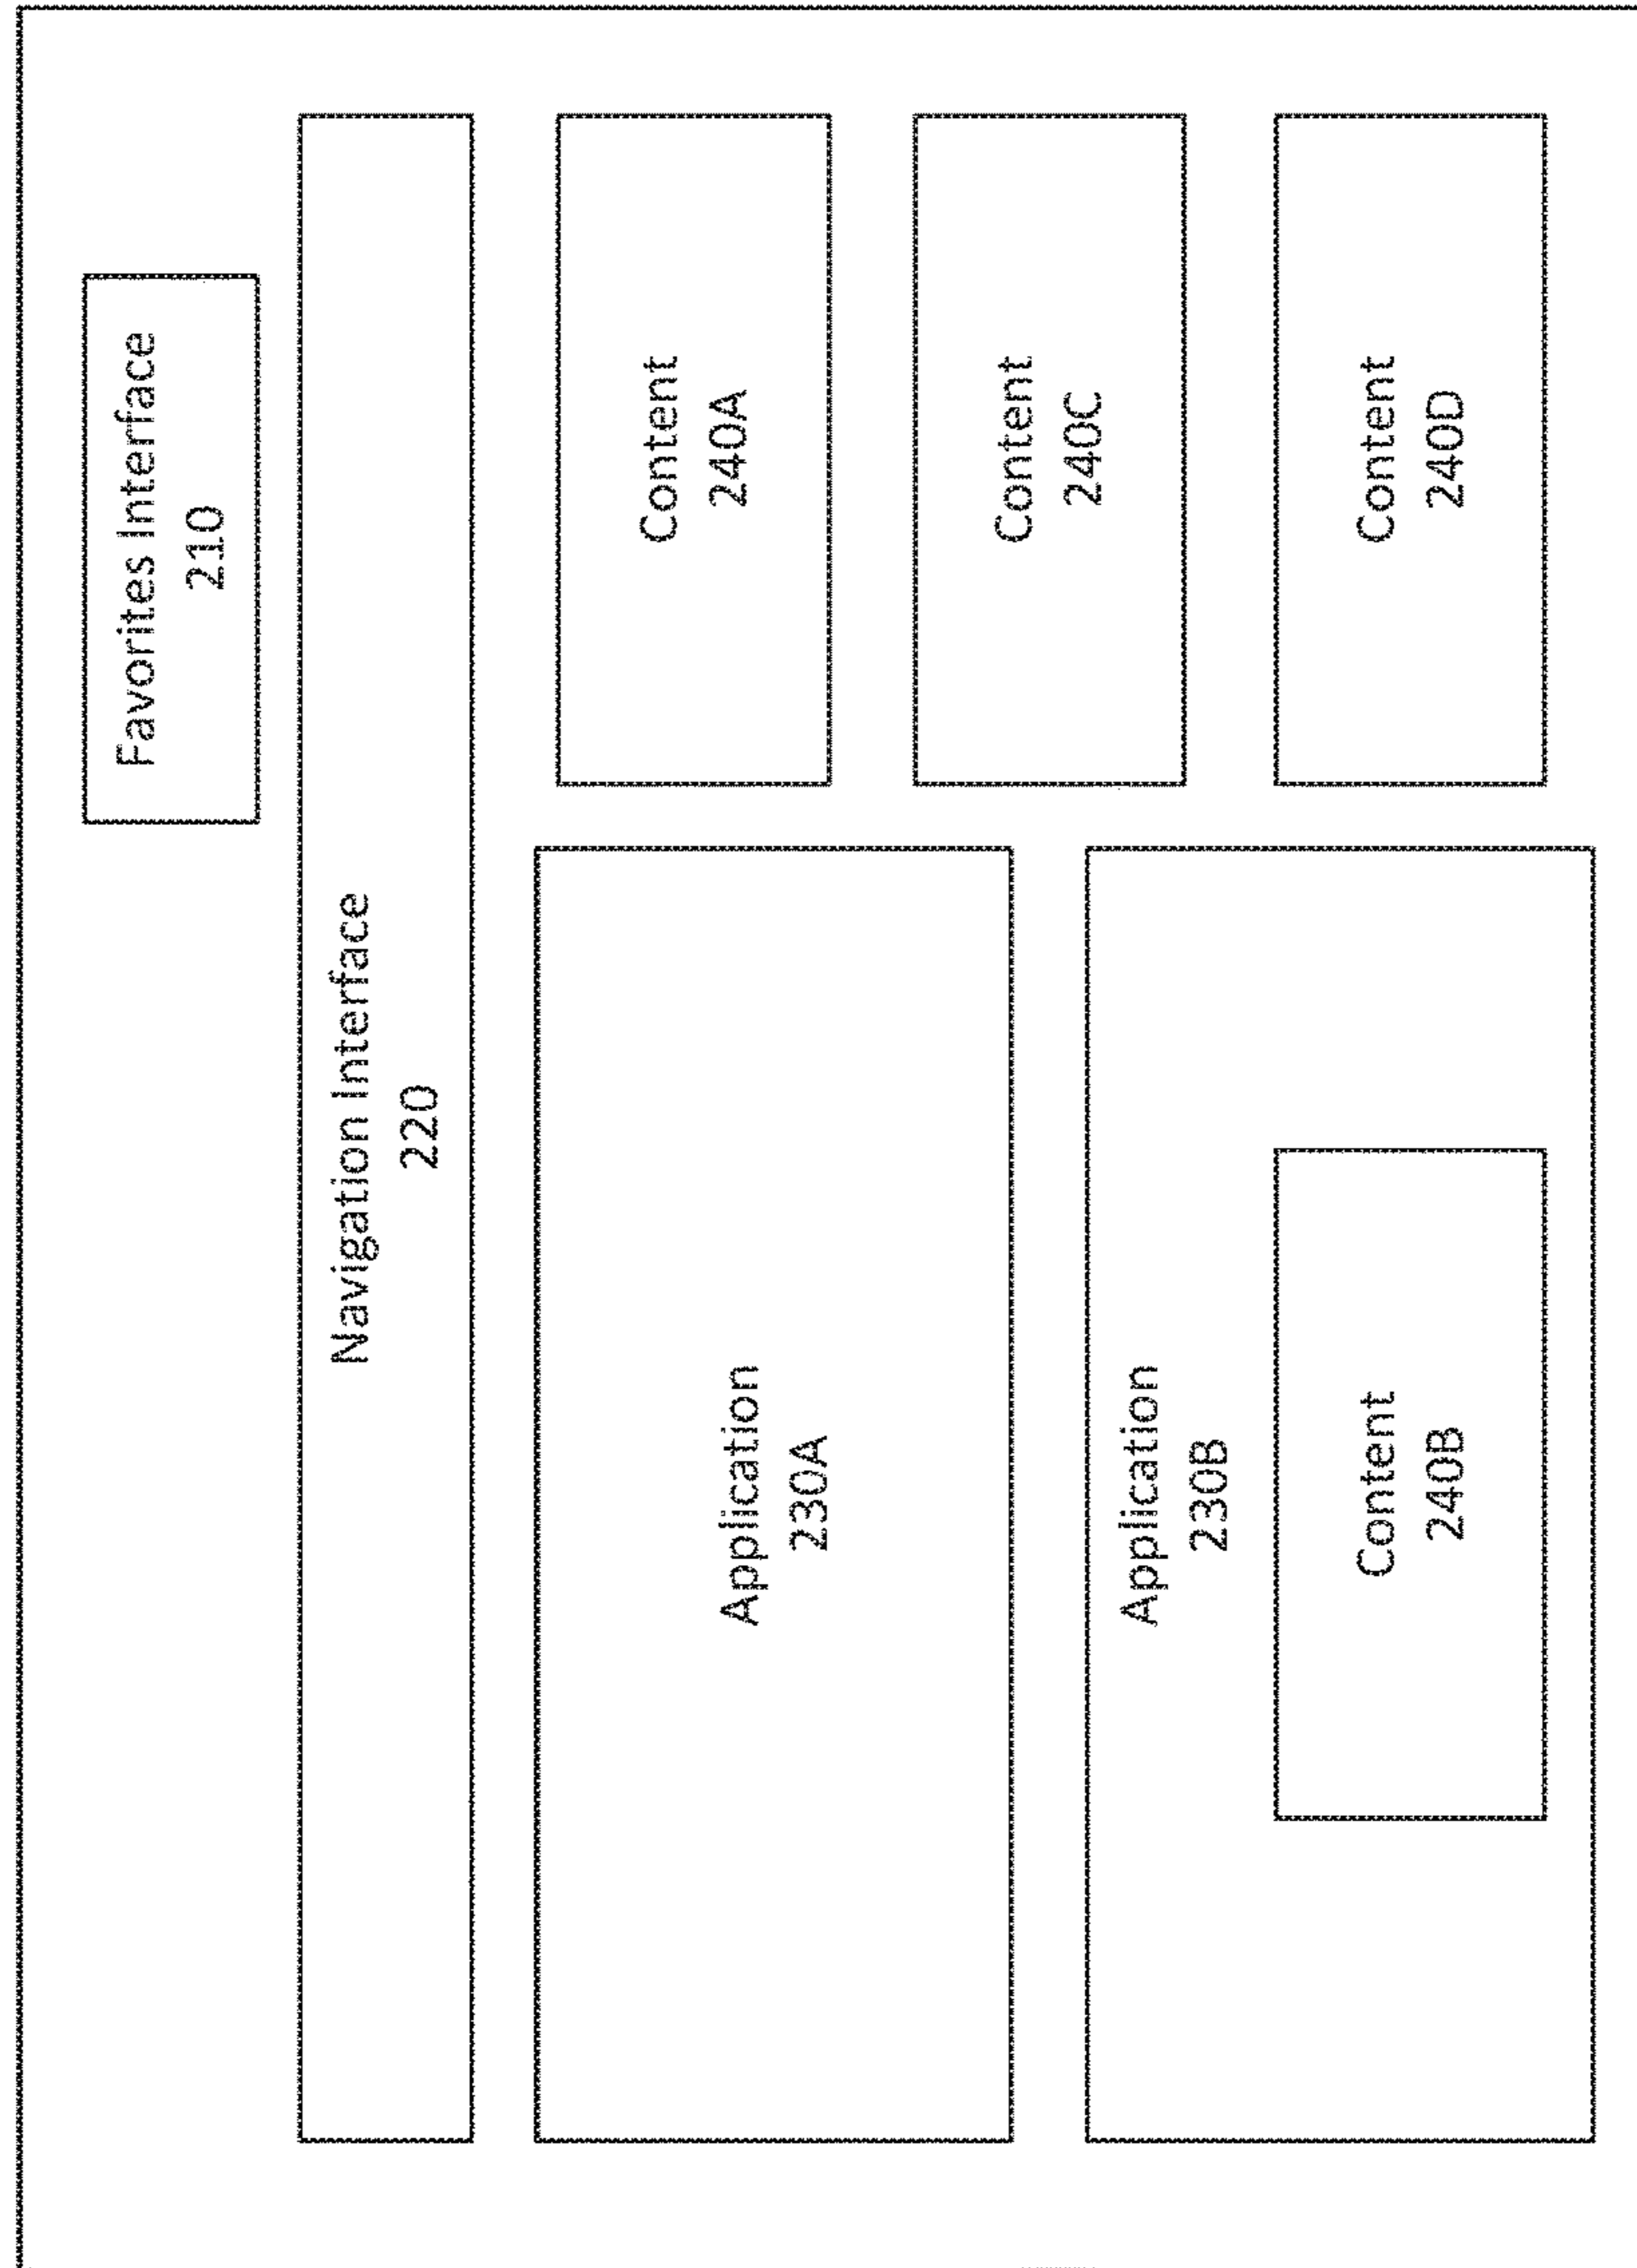 Favorites Interface
210
Navigation Interface
220
Application
230A
Content
240A
Content
240C
Application
230B
Content
240B
Content
240D